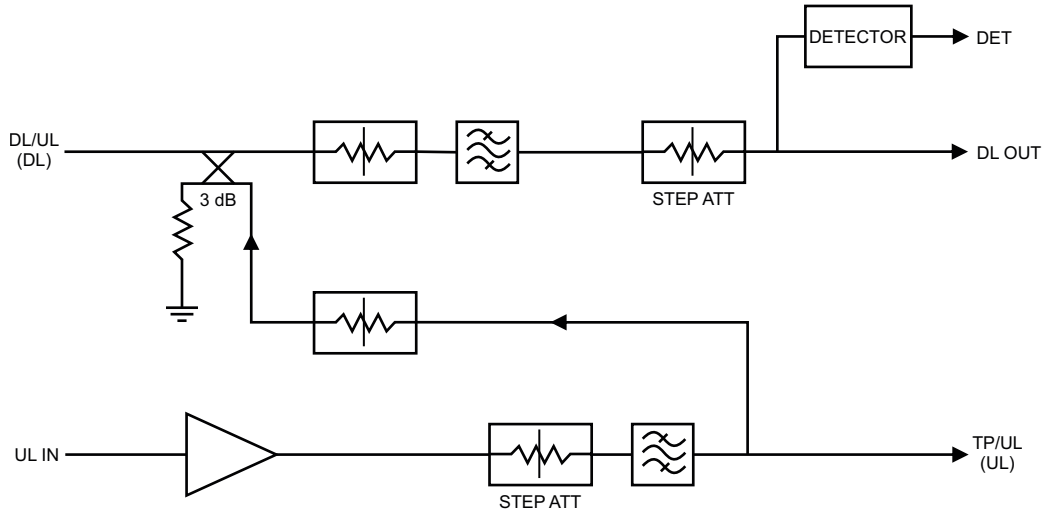 DETECTOR
DET
DL/UL
(DL)
DL OUT
3 dB
STEP ATT
UL IN
TP/UL
(UL)
STEP ATT